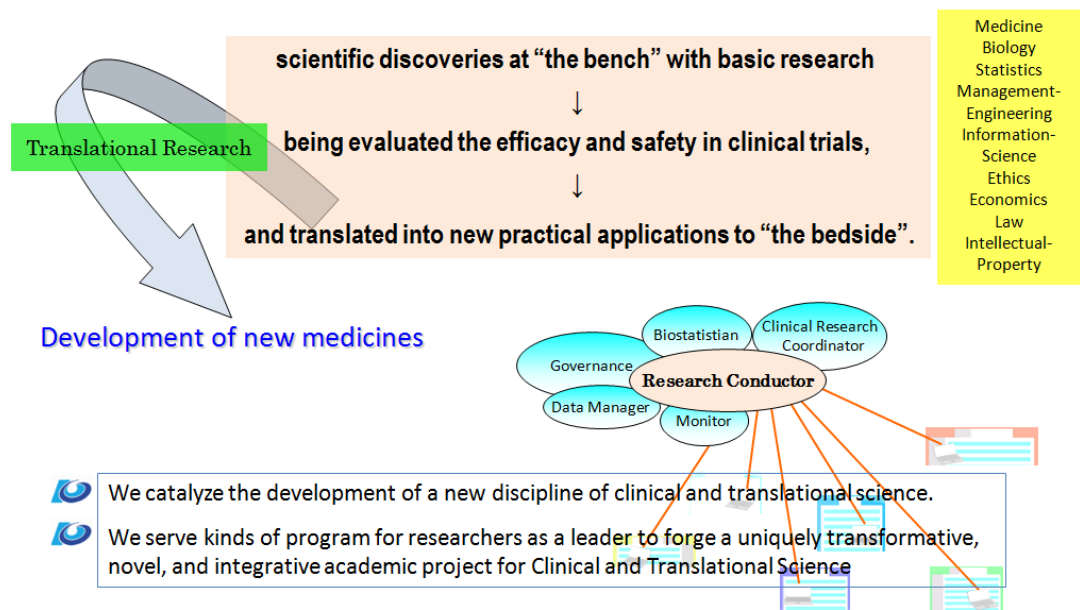 scientific discoveries at “the bench” with basic research
↓
being evaluated the efficacy and safety in clinical trials,
↓
and translated into new practical applications to “the bedside”.
Translational Research
Development of new medicines
Medicine
Biology
Statistics
Management-
Engineering
Information-
Science
Ethics
Economics
Law
Intellectual-
Property
Biostatistian
Clinical Research
Coordinator
Governance
Research Conductor
Data Manager
Monitor
We catalyze the development of a new discipline of clinical and translational science.
We serve kinds of program for researchers as a leader to forge a uniquely transformative,
novel, and integrative academic project for Clinical and Translational Science